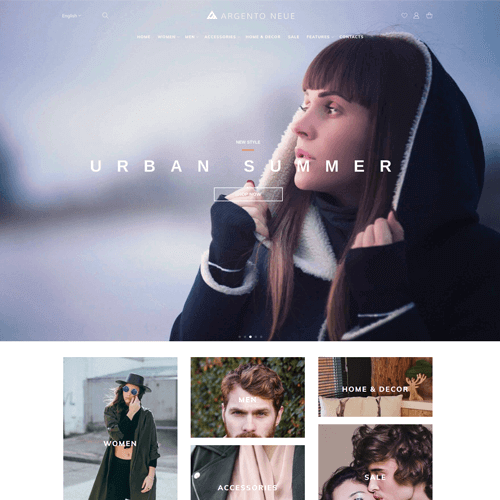 English
ARGENTO NEUE
HOME WOMEN MEN ACCESSORIES HOME & DECOR SALE FEATURES CONTACTS
NEW STYLE
URBAN SUMMER
WOMEN
MEN
ACCESSORIES
HOME & DECOR
SALE